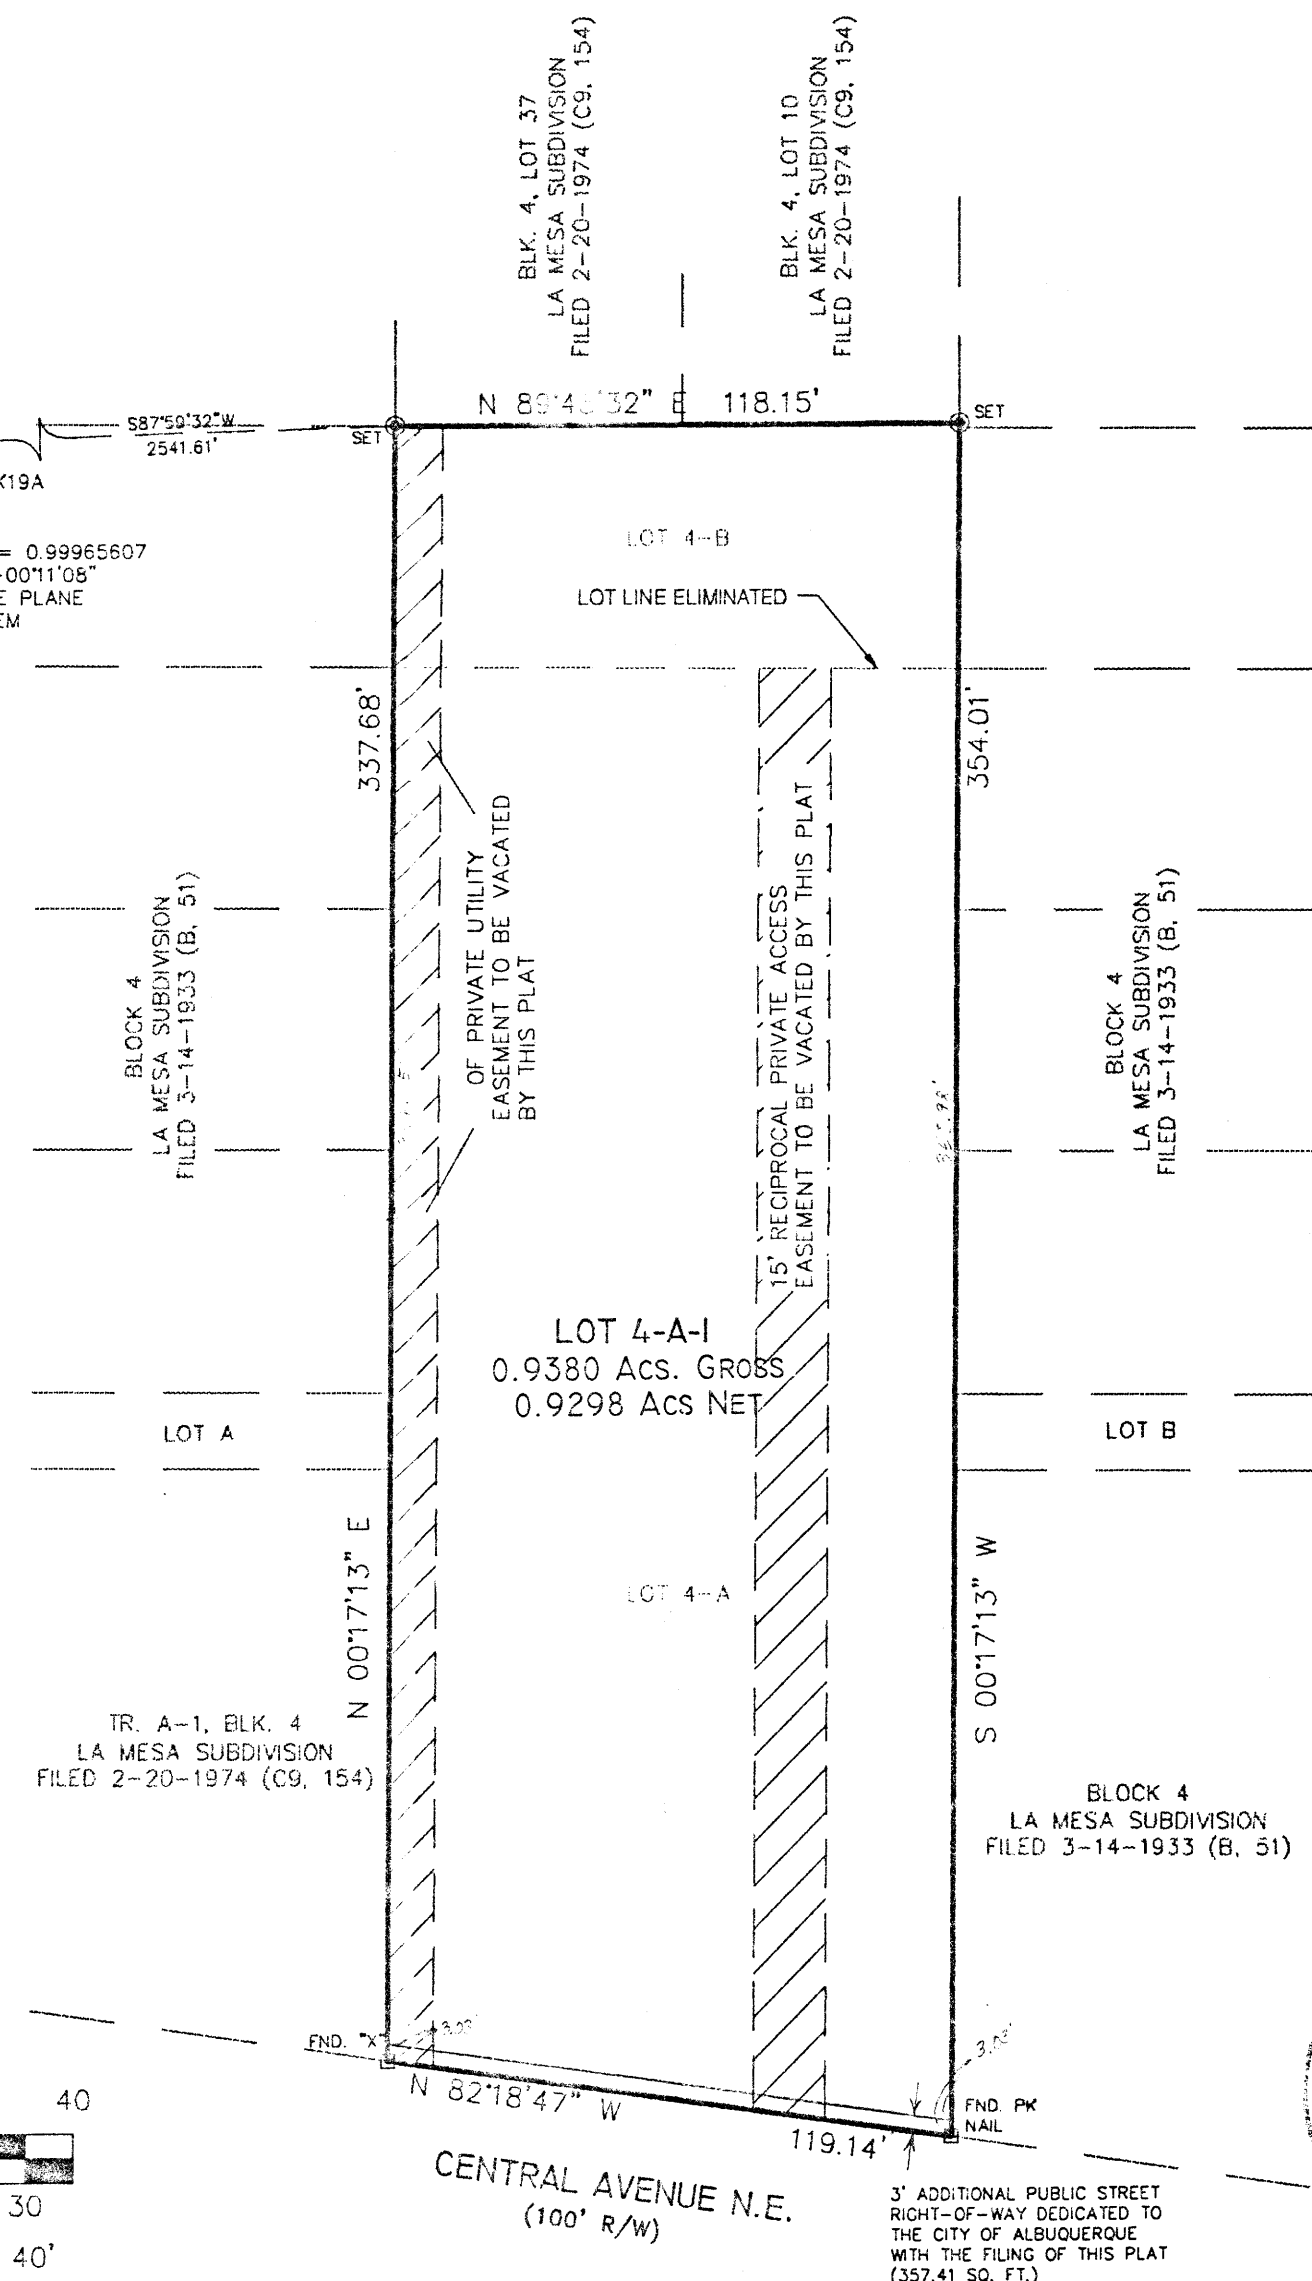 BLK. 4, LOT 37
LA MESA SUBDIVISION
FILED 2-20-1974 (C9, 154)
BLK. 4, LOT 10
LA MESA SUBDIVISION
FILED 2-20-1974 (C9, 154)
N E 118.15'
S87°59'32"W
2541.61'
SET
SET
K19A
= 0.99965607
-00°11'08"
E PLANE
EM
LOT 4-B
LOT LINE ELIMINATED
337.68'
354.01'
OF PRIVATE UTILITY
EASEMENT TO BE VACATED
BY THIS PLAT
15' RECIPROCAL PRIVATE ACCESS
EASEMENT TO BE VACATED BY THIS PLAT
BLOCK 4
LA MESA SUBDIVISION
FILED 3-14-1933 (B, 51)
BLOCK 4
LA MESA SUBDIVISION
FILED 3-14-1933 (B, 51)
LOT 4-A-1
0.9380 ACS. GROSS
0.9298 ACS NET
LOT A
LOT B
N 00°17'13" E
LOT 4-A
S 00°17'13" W
TR. A-1, BLK. 4
LA MESA SUBDIVISION
FILED 2-20-1974 (C9, 154)
BLOCK 4
LA MESA SUBDIVISION
FILED 3-14-1933 (B, 51)
FND. "X"
3.03'
3.03'
N 82°18'47" W
119.14'
FND. PK
NAIL
40
30
40'
CENTRAL AVENUE N.E.
(100' R/W)
3' ADDITIONAL PUBLIC STREET
RIGHT-OF-WAY DEDICATED TO
THE CITY OF ALBUQUERQUE
WITH THE FILING OF THIS PLAT
(357.41 SQ. FT.)